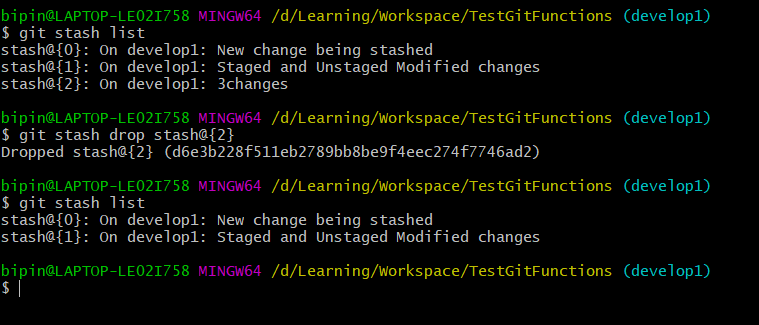 bipin@LAPTOP-LEO2I758 MINGW64 /d/Learning/Workspace/TestGitFunctions (develop1)
$ git stash list
stash@{0}: On develop1: New change being stashed
stash@{1}: On develop1: Staged and Unstaged Modified changes
stash@{2}: On develop1: 3changes
bipin@LAPTOP-LEO2I758 MINGW64 /d/Learning/Workspace/TestGitFunctions (develop1)
$ git stash drop stash@{2}
Dropped stash@{2} (d6e3b228f511eb2789bb8be9f4eec274f7746ad2)
bipin@LAPTOP-LEO2I758 MINGW64 /d/Learning/Workspace/TestGitFunctions (develop1)
$ git stash list
stash@{0}: On develop1: New change being stashed
stash@{1}: On develop1: Staged and Unstaged Modified changes
bipin@LAPTOP-LEO2I758 MINGW64 /d/Learning/Workspace/TestGitFunctions (develop1)
$